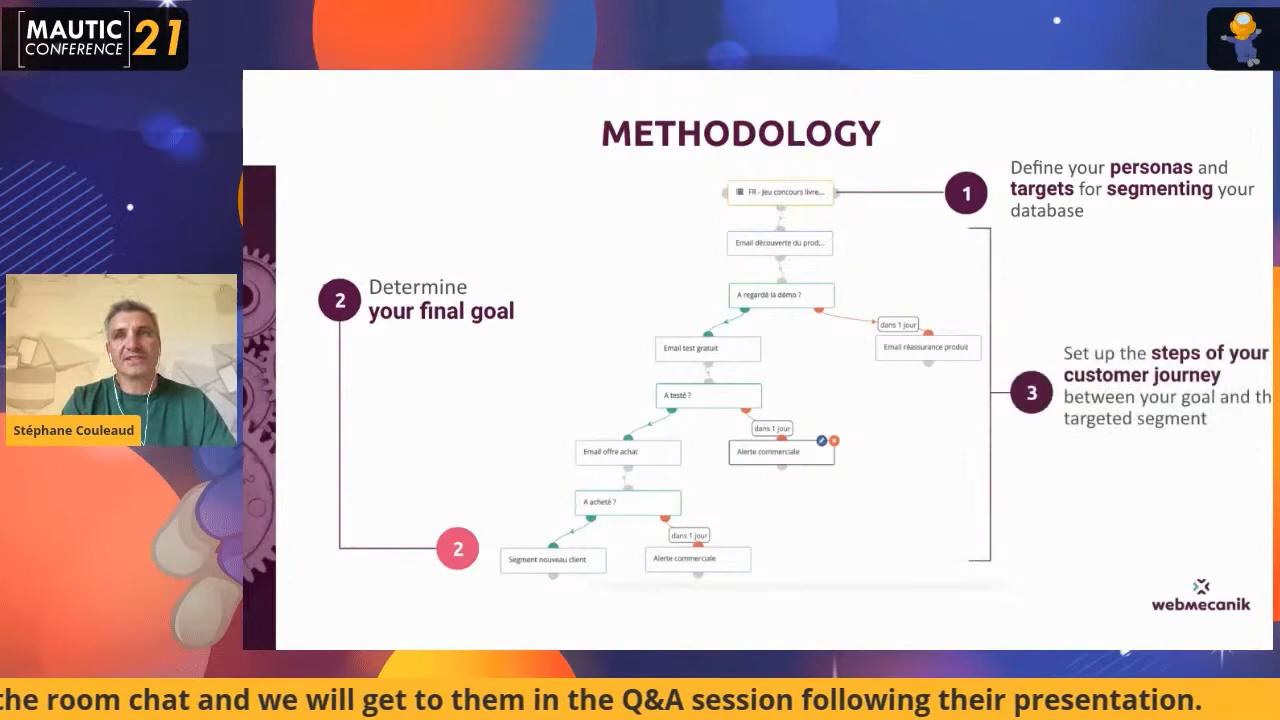 MAUTIC
CONFERENCE 21
METHODOLOGY
1
Define your personas and
targets for segmenting your
database
FR - Jeu concours livre...
Email découverte du prod...
A regardé la démo ?
2
Determine
your final goal
dans 1 jour
Email test gratuit
Email réassurance produit
A testé ?
dans 1 jour
Email offre achat
Alerte commerciale
A acheté ?
dans 1 jour
Segment nouveau client
Alerte commerciale
2
3
Set up the steps of your
customer journey
between your goal and th
targeted segment
Stéphane Couleaud
webmecanik
the room chat and we will get to them in the Q&A session following their presentation.